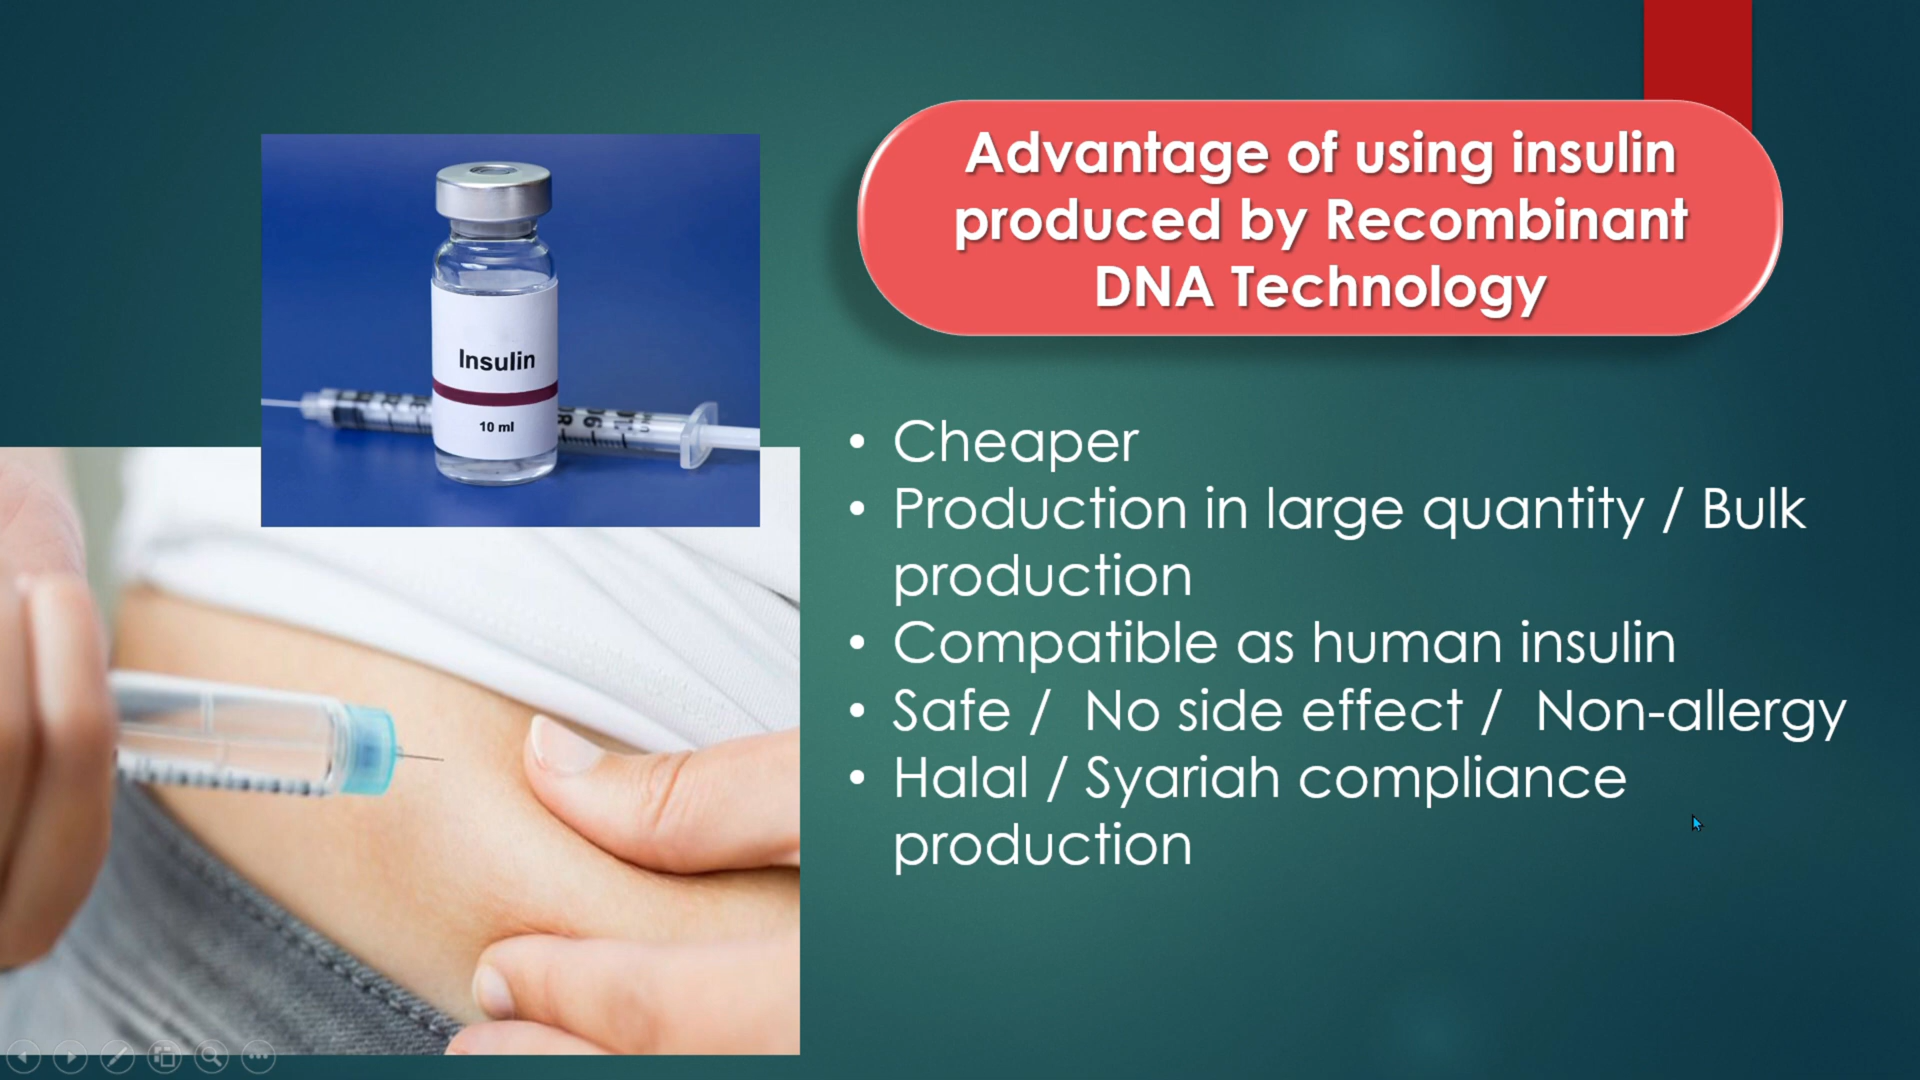 Advantage of using insulin
produced by Recombinant
DNA Technology
Insulin
10 ml
• Cheaper
• Production in large quantity / Bulk
production
• Compatible as human insulin
• Safe / No side effect / Non-allergy
• Halal / Syariah compliance
production